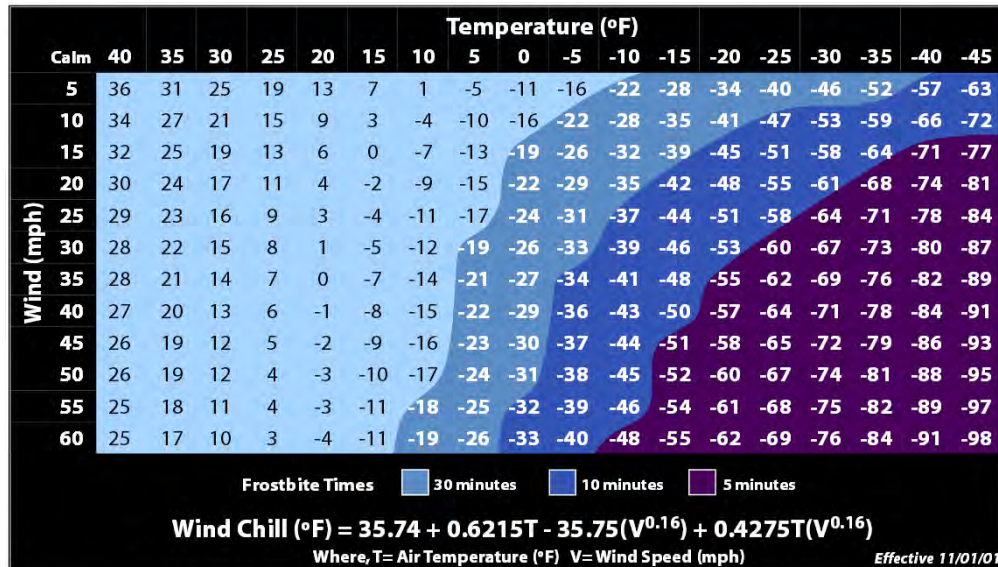 Temperature (ºF)
Calm 40 35 30 25 20 15 10 5 0 -5 -10 -15 -20 -25 -30 -35 -40 -45
5 36 31 25 19 13 7 1 -5 -11 -16 -22 -28 -34 -40 -46 -52 -57 -63
10 34 27 21 15 9 3 -4 -10 -16 -22 -28 -35 -41 -47 -53 -59 -66 -72
15 32 25 19 13 6 0 -7 -13 -19 -26 -32 -39 -45 -51 -58 -64 -71 -77
20 30 24 17 11 4 -2 -9 -15 -22 -29 -35 -42 -48 -55 -61 -68 -74 -81
25 29 23 16 9 3 -4 -11 -17 -24 -31 -37 -44 -51 -58 -64 -71 -78 -84
30 28 22 15 8 1 -5 -12 -19 -26 -33 -39 -46 -53 -60 -67 -73 -80 -87
35 28 21 14 7 0 -7 -14 -21 -27 -34 -41 -48 -55 -62 -69 -76 -82 -89
40 27 20 13 6 -1 -8 -15 -22 -29 -36 -43 -50 -57 -64 -71 -78 -84 -91
45 26 19 12 5 -2 -9 -16 -23 -30 -37 -44 -51 -58 -65 -72 -79 -86 -93
50 26 19 12 4 -3 -10 -17 -24 -31 -38 -45 -52 -60 -67 -74 -81 -88 -95
55 25 18 11 4 -3 -11 -18 -25 -32 -39 -46 -54 -61 -68 -75 -82 -89 -97
60 25 17 10 3 -4 -11 -19 -26 -33 -40 -48 -55 -62 -69 -76 -84 -91 -98
Wind (mph)
Frostbite Times 30 minutes 10 minutes 5 minutes
Wind Chill (ºF) = 35.74 + 0.6215T - 35.75(V^0.16) + 0.4275T(V^0.16)
Where, T= Air Temperature (ºF) V= Wind Speed (mph) Effective 11/01/01